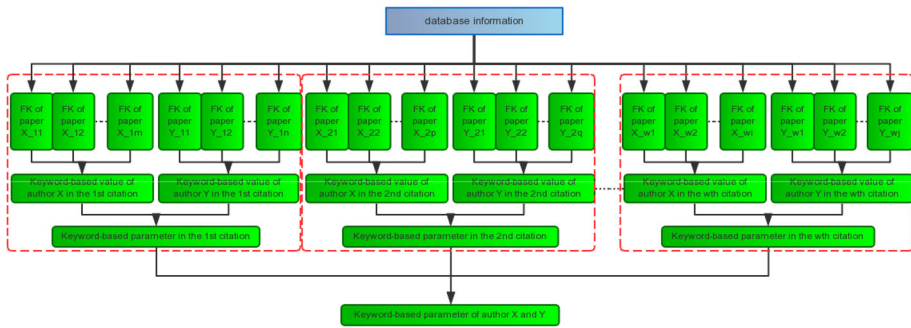 database information
FK of
paper
X_11
FK of
paper
X_12
FK of
paper
X_1m
FK of
paper
Y_11
FK of
paper
Y_12
FK of
paper
Y_1n
FK of
paper
X_21
FK of
paper
X_22
FK of
paper
X_2p
FK of
paper
Y_21
FK of
paper
Y_22
FK of
paper
Y_2q
FK of
paper
X_w1
FK of
paper
X_w2
FK of
paper
X_wi
FK of
paper
Y_w1
FK of
paper
Y_w2
FK of
paper
Y_wj
Keyword-based value of
author X in the 1st citation
Keyword-based value of
author Y in the 1st citation
Keyword-based value of
author X in the 2nd citation
Keyword-based value of
author Y in the 2nd citation
Keyword-based value of
author X in the wth citation
Keyword-based value of
author Y in the wth citation
Keyword-based parameter in the 1st citation
Keyword-based parameter in the 2nd citation
Keyword-based parameter in the wth citation
Keyword-based parameter of author X and Y